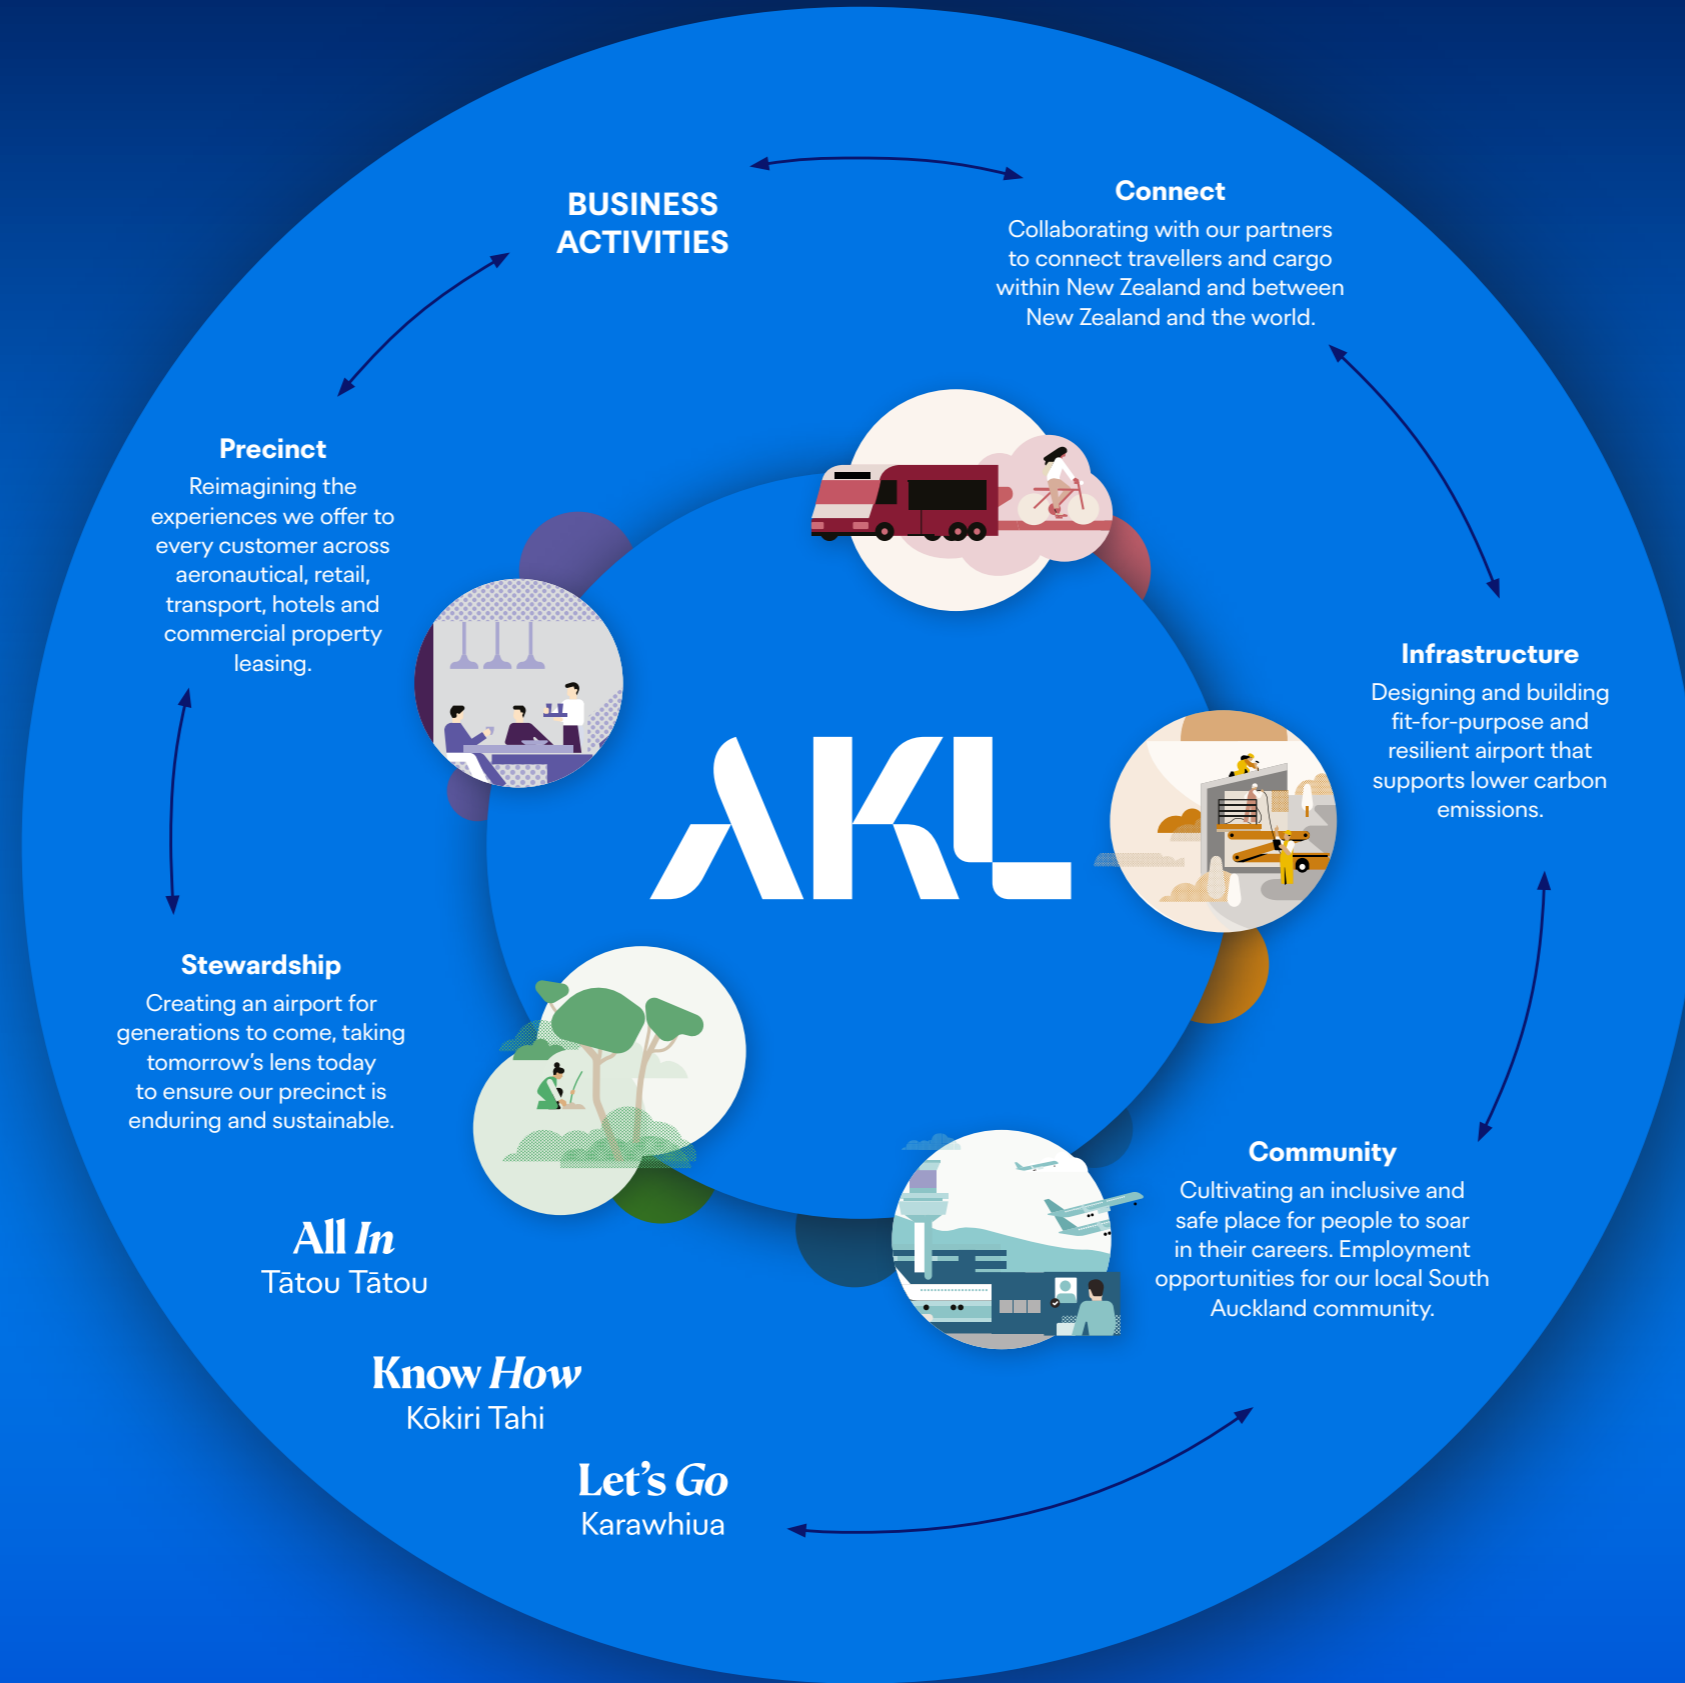 BUSINESS
ACTIVITIES
Connect
Collaborating with our partners
to connect travellers and cargo
within New Zealand and between
New Zealand and the world.
Infrastructure
Designing and building
fit-for-purpose and
resilient airport that
supports lower carbon
emissions.
Community
Cultivating an inclusive and
safe place for people to soar
in their careers. Employment
opportunities for our local South
Auckland community.
Let's Go
Karawhiua
Know How
Kōkiri Tahi
All In
Tātou Tātou
Stewardship
Creating an airport for
generations to come, taking
tomorrow's lens today
to ensure our precinct is
enduring and sustainable.
Precinct
Reimagining the
experiences we offer to
every customer across
aeronautical, retail,
transport, hotels and
commercial property
leasing.
AKL